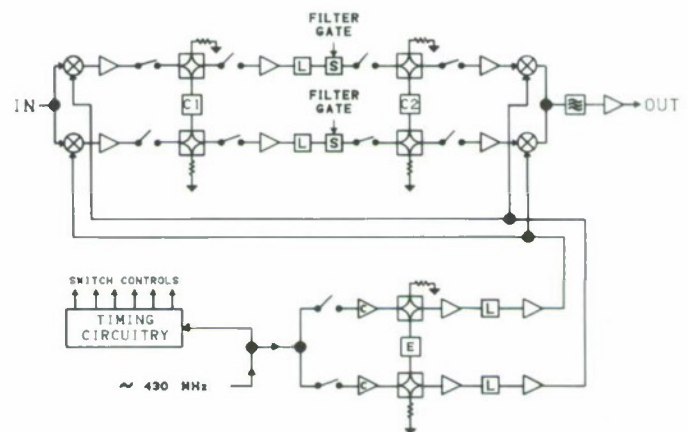 FILTER
GATE
L
S
IN
C1
FILTER
GATE
C2
OUT
L
S
SWITCH CONTROLS
TIMING
CIRCUITRY
C
L
E
~ 430 MHz
C
L